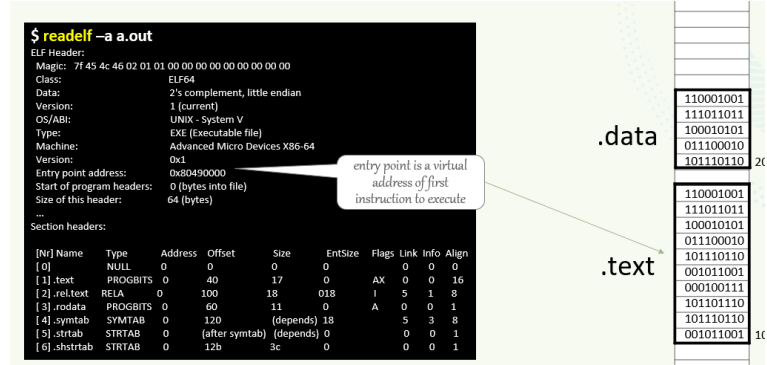 $ readelf –a a.out
ELF Header:
Magic: 7f 45 4c 46 02 01 01 00 00 00 00 00 00 00 00 00
Class: ELF64
Data: 2's complement, little endian
Version: 1 (current)
OS/ABI: UNIX - System V
Type: EXE (Executable file)
Machine: Advanced Micro Devices X86-64
Version: 0x1
Entry point address: 0x80490000
Start of program headers: 0 (bytes into file)
Size of this header: 64 (bytes)
...
Section headers:
[Nr] Name Type Address Offset Size EntSize Flags Link Info Align
[ 0] NULL 0 0 0 0 0 0 0
[ 1] .text PROGBITS 0 40 17 0 AX 0 0 16
[ 2] .rel.text RELA 0 100 18 018 I 5 1 8
[ 3] .rodata PROGBITS 0 60 11 0 A 0 0 1
[ 4] .symtab SYMTAB 0 120 (depends) 18 5 3 8
[ 5] .strtab STRTAB 0 (after symtab) (depends) 0 0 0 1
[ 6] .shstrtab STRTAB 0 12b 3c 0 0 0 1
entry point is a virtual
address of first
instruction to execute
.data
110001001
111011011
100010101
011100010
101110110 20
.text
110001001
111011011
100010101
011100010
101110110
001011001
000100111
101101110
101110110
001011001 10